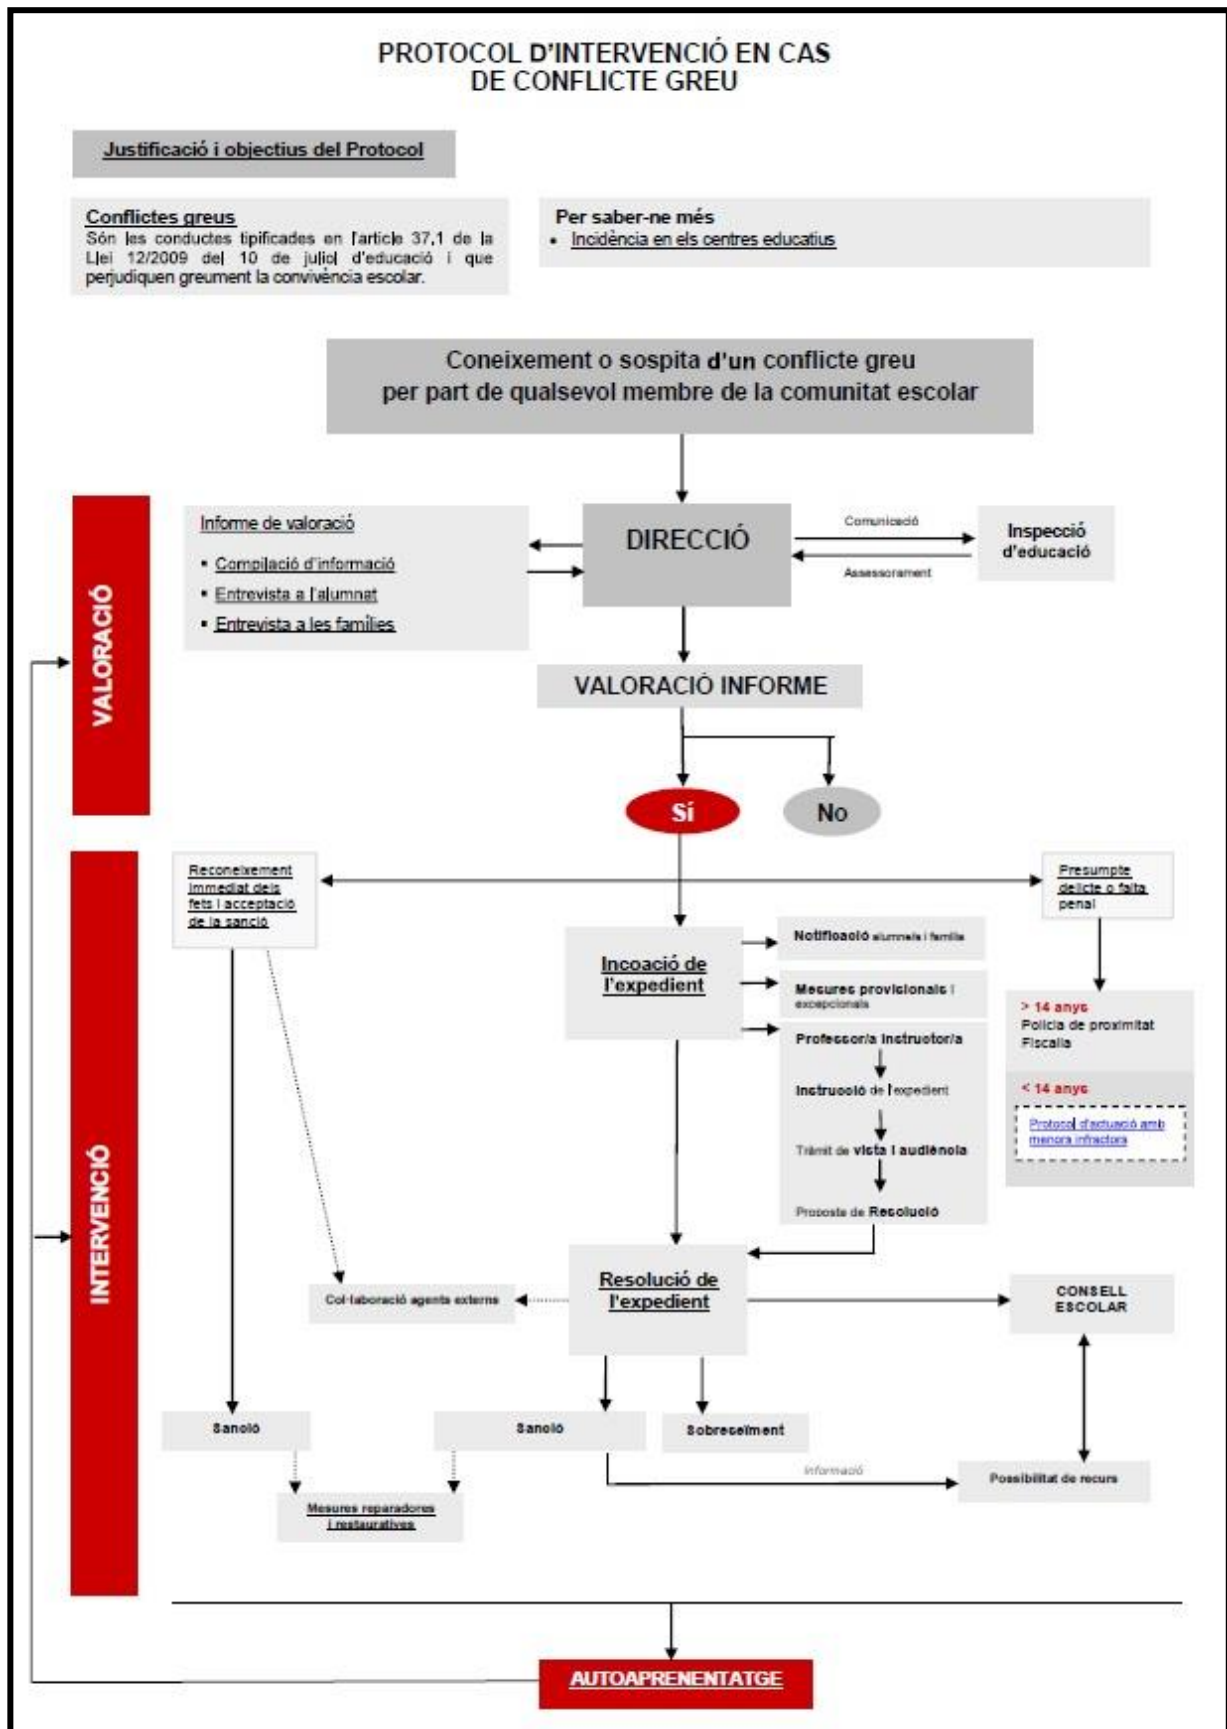 PROTOCOL D'INTERVENCIÓ EN CAS
DE CONFLICTE GREU
Justificació i objectius del Protocol
Conflictes greus
Són les conductes tipificades en l'article 37,1 de la
Llei 12/2009 del 10 de juliol d'educació i que
perjudiquen greument la convivència escolar.
Per saber-ne més
• Incidència en els centres educatius
Coneixement o sospita d'un conflicte greu
per part de qualsevol membre de la comunitat escolar
VALORACIÓ
Informe de valoració
▪ Compilació d'informació
▪ Entrevista a l'alumnat
▪ Entrevista a les famílies
DIRECCIÓ
Comunicació
Assessorament
Inspecció
d'educació
VALORACIÓ INFORME
Sí
No
INTERVENCIÓ
Reconeixement
immediat dels
fets i acceptació
de la sanció
Presumpte
delicte o falta
penal
Incoació de
l'expedient
Notificació alumne/s i família
Mesures provisionals i
excepcionals
Professor/a instructor/a
Instrucció de l'expedient
Tràmit de vista i audiència
Proposta de Resolució
> 14 anys
Policia de proximitat
Fiscalia
< 14 anys
Protocol d'actuació amb
menors infractors
Resolució de
l'expedient
Col·laboració agents externs
CONSELL
ESCOLAR
Sanció
Sanció
Sobreseïment
Informació
Possibilitat de recurs
Mesures reparadores
i restauratives
AUTOAPRENENTATGE